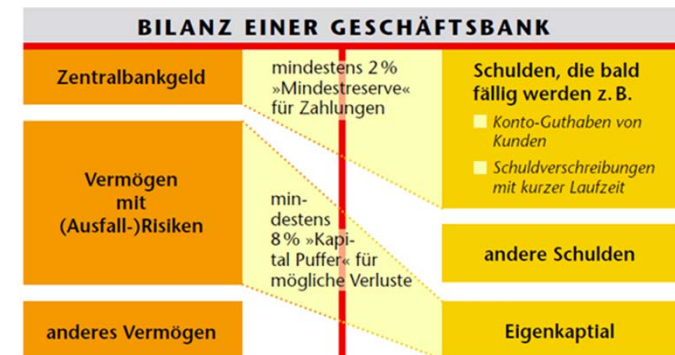 BILANZ EINER GESCHÄFTSBANK
Zentralbankgeld
mindestens 2 %
»Mindestreserve«
für Zahlungen
Schulden, die bald
fällig werden z. B.
Konto-Guthaben von
Kunden
Schuldverschreibungen
mit kurzer Laufzeit
Vermögen
mit
(Ausfall-)Risiken
min-
destens
8 % »Kapi-
tal Puffer« für
mögliche Verluste
andere Schulden
anderes Vermögen
Eigenkaptial